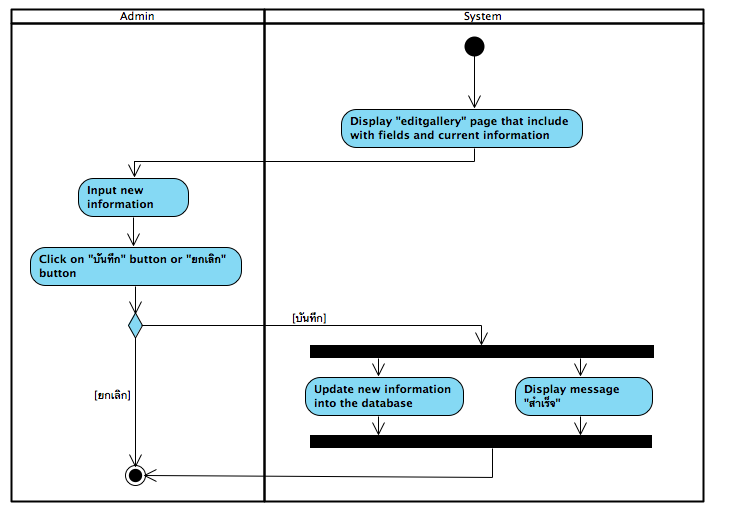 Admin
System
Display "editgallery" page that include
with fields and current information
Input new
information
Click on "บันทึก" button or "ยกเลิก"
button
[บันทึก]
Update new information
into the database
Display message
"สำเร็จ"
[ยกเลิก]